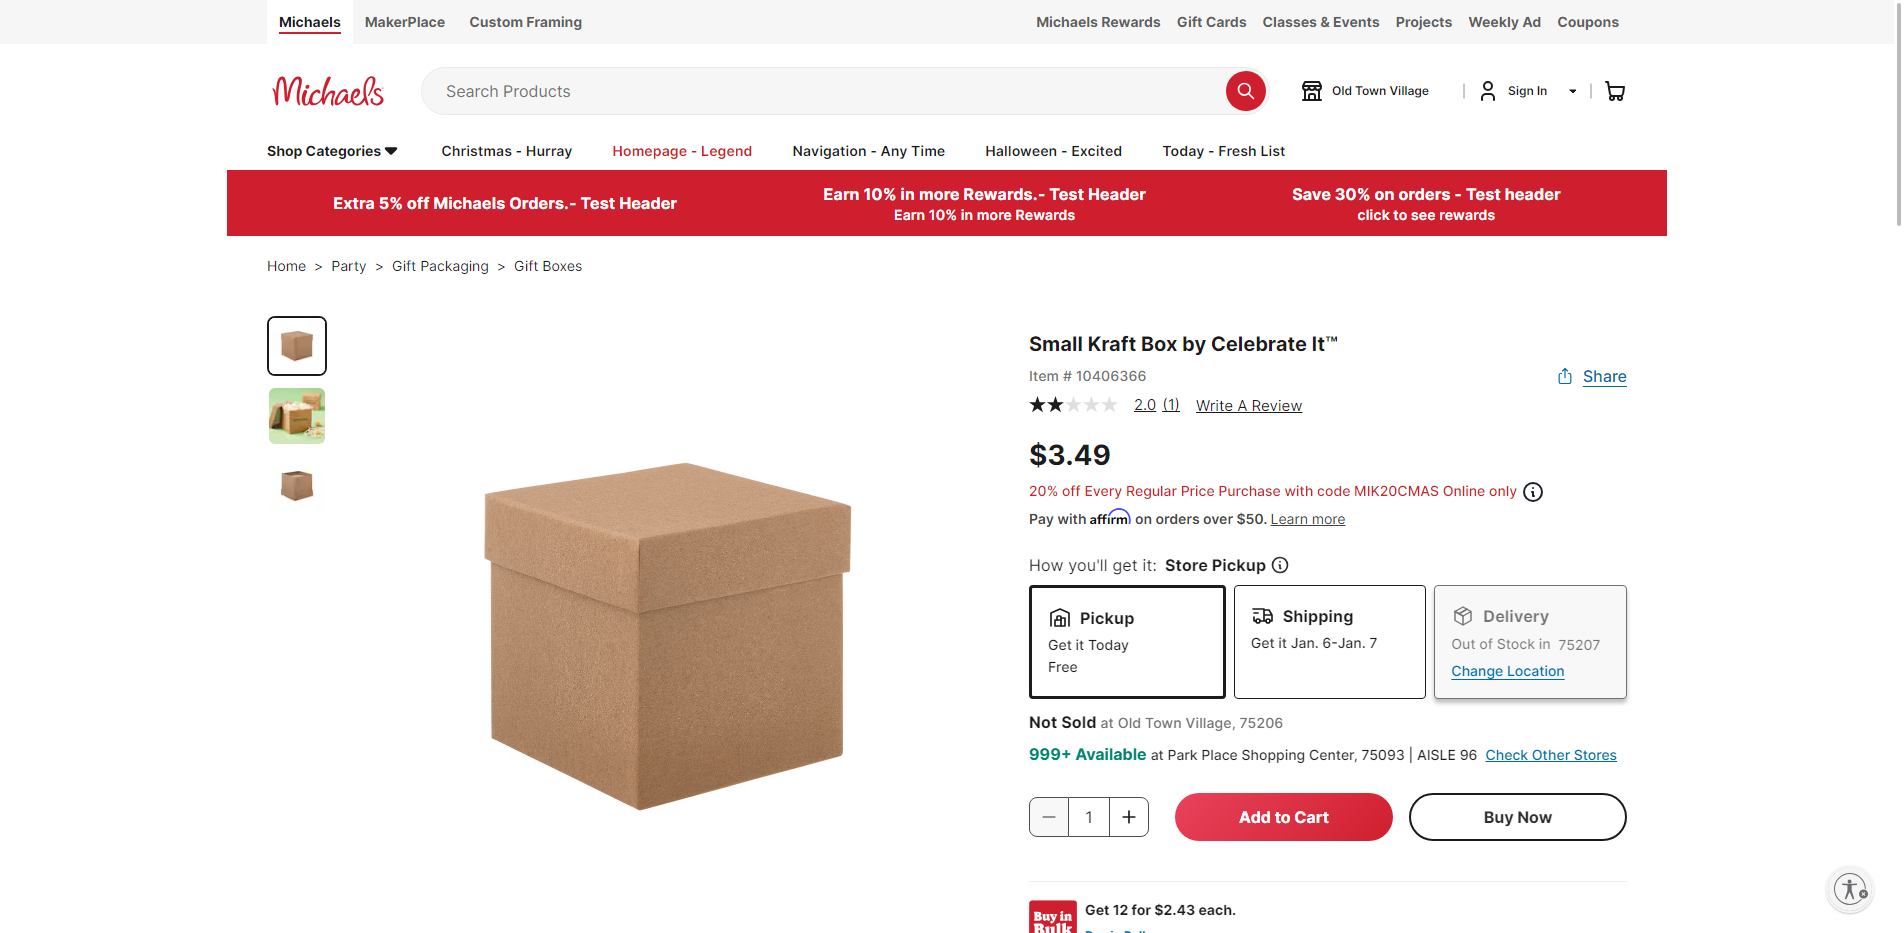 Michaels MakerPlace Custom Framing Michaels Rewards Gift Cards Classes & Events Projects Weekly Ad Coupons
Michaels Search Products Old Town Village | Sign In |
Shop Categories Christmas - Hurray Homepage - Legend Navigation - Any Time Halloween - Excited Today - Fresh List
Extra 5% off Michaels Orders.- Test Header
Earn 10% in more Rewards.- Test Header
Earn 10% in more Rewards
Save 30% on orders - Test header
click to see rewards
Home > Party > Gift Packaging > Gift Boxes
Small Kraft Box by Celebrate It™
Item # 10406366
Share
2.0 (1) Write A Review
$3.49
20% off Every Regular Price Purchase with code MIK20CMAS Online only
Pay with affirm on orders over $50. Learn more
How you'll get it: Store Pickup
Pickup
Get it Today
Free
Shipping
Get it Jan. 6-Jan. 7
Delivery
Out of Stock in 75207
Change Location
Not Sold at Old Town Village, 75206
999+ Available at Park Place Shopping Center, 75093 | AISLE 96 Check Other Stores
1 Add to Cart Buy Now
Buy in
Bulk
Get 12 for $2.43 each.